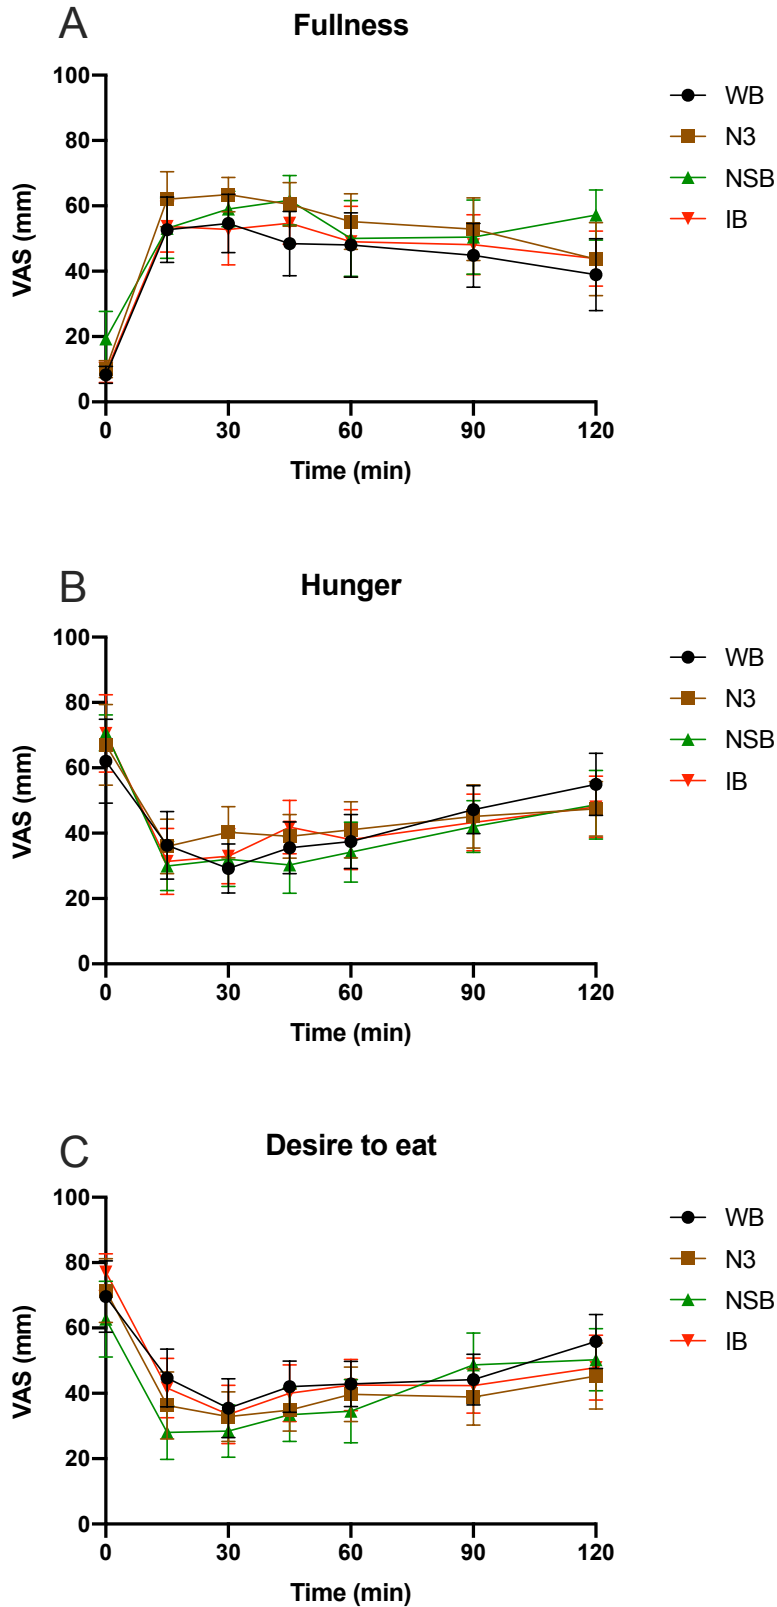 A
Fullness
100
80
60
40
20
0
VAS (mm)
0 30 60 90 120
Time (min)
WB
N3
NSB
IB
B
Hunger
100
80
60
40
20
0
VAS (mm)
0 30 60 90 120
Time (min)
WB
N3
NSB
IB
C
Desire to eat
100
80
60
40
20
0
VAS (mm)
0 30 60 90 120
Time (min)
WB
N3
NSB
IB